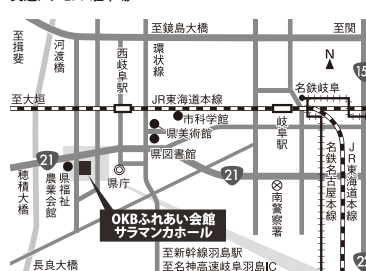 至鏡島大橋
至関
至揖斐
河渡橋
西岐阜駅
環状線
N
名鉄岐阜
至大垣
JR東海道本線
市科学館
県美術館
県図書館
岐阜駅
21
穂積大橋
県福祉農業会館
県庁
21
南警察署
名鉄名古屋本線
JR東海道本線
OKBふれあい会館
サラマンカホール
長良大橋
至新幹線羽島駅
至名神高速岐阜羽島IC